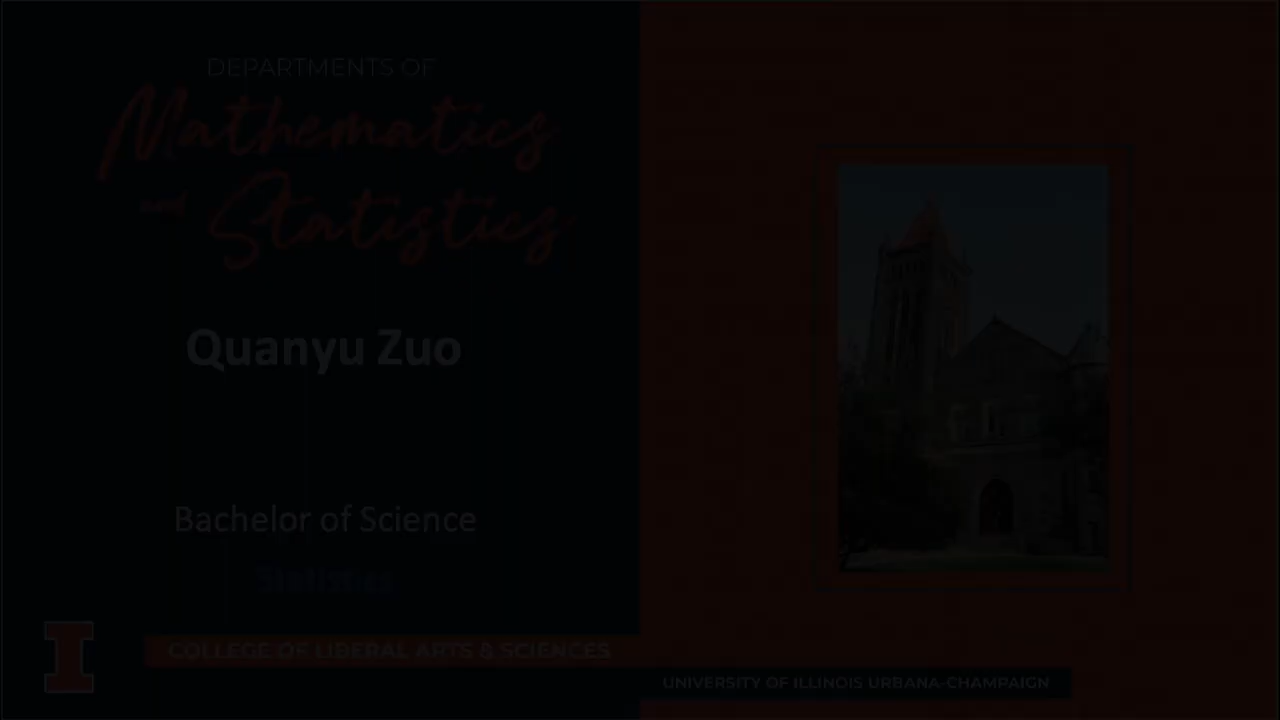 DEPARTMENTS OF
Mathematics
and Statistics
Quanyu Zuo
Bachelor of Science
Statistics
COLLEGE OF LIBERAL ARTS & SCIENCES
UNIVERSITY OF ILLINOIS URBANA-CHAMPAIGN